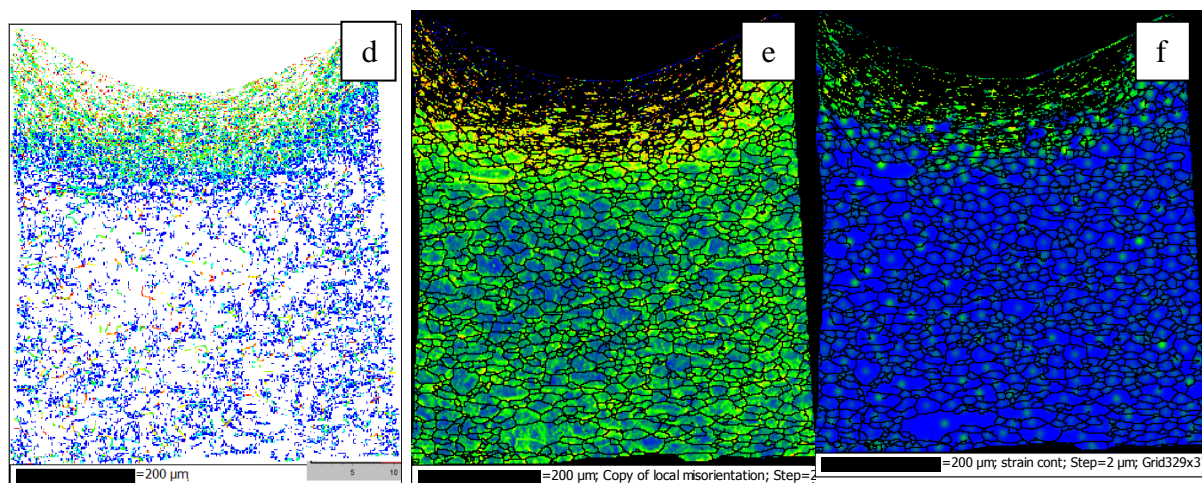 d
e
f
=200 µm;
5 10
=200 µm; Copy of local misorientation; Step=2
=200 µm; strain cont; Step=2 µm; Grid329x3